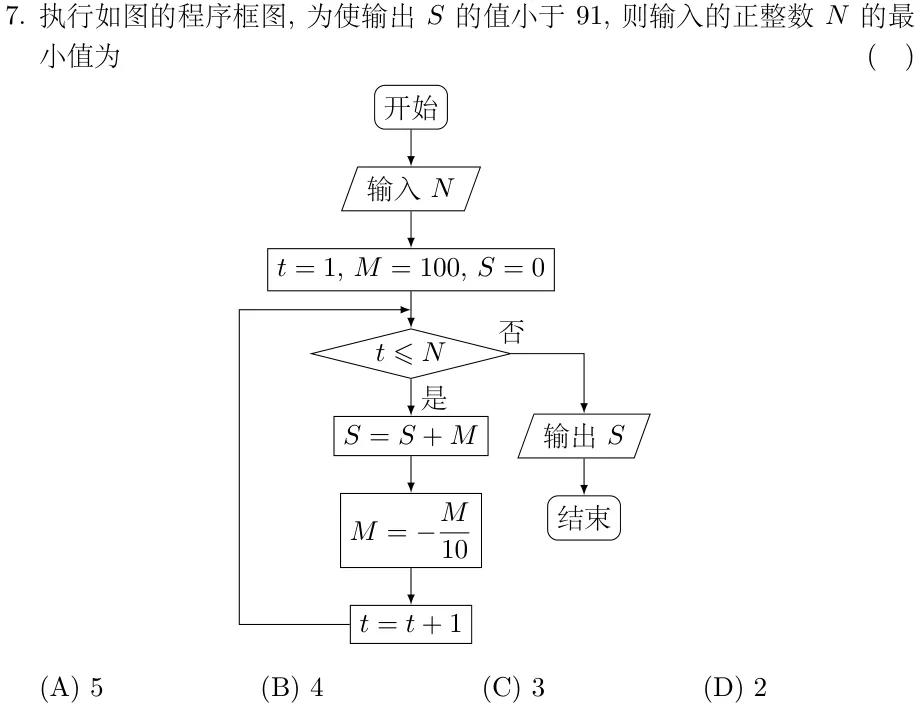 7. 执行如图的程序框图, 为使输出 S 的值小于 91, 则输入的正整数 N 的最
小值为 ( )
开始
输入 N
t = 1, M = 100, S = 0
t ⩽ N
否
是
S = S + M
输出 S
M = −M/10
结束
t = t + 1
(A) 5 (B) 4 (C) 3 (D) 2